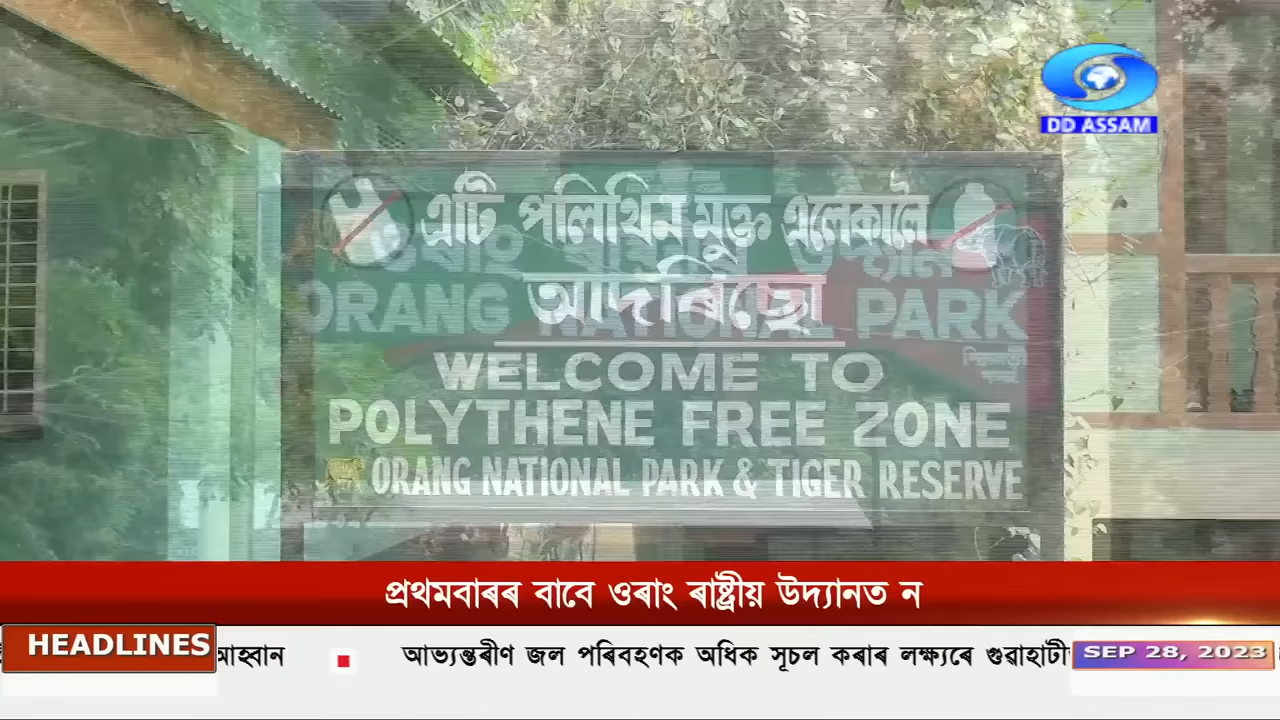 DD ASSAM
এটি পলিথিন মুক্ত এলেকালৈ
আদৰিছো
ORANG NATIONAL PARK
WELCOME TO
POLYTHENE FREE ZONE
ORANG NATIONAL PARK & TIGER RESERVE
প্ৰথমবাৰৰ বাবে ওৰাং ৰাষ্ট্ৰীয় উদ্যানত ন
HEADLINES
আহ্বান
আভ্যন্তৰীণ জল পৰিবহণক অধিক সূচল কৰাৰ লক্ষ্যৰে গুৱাহাটী
SEP 28, 2023